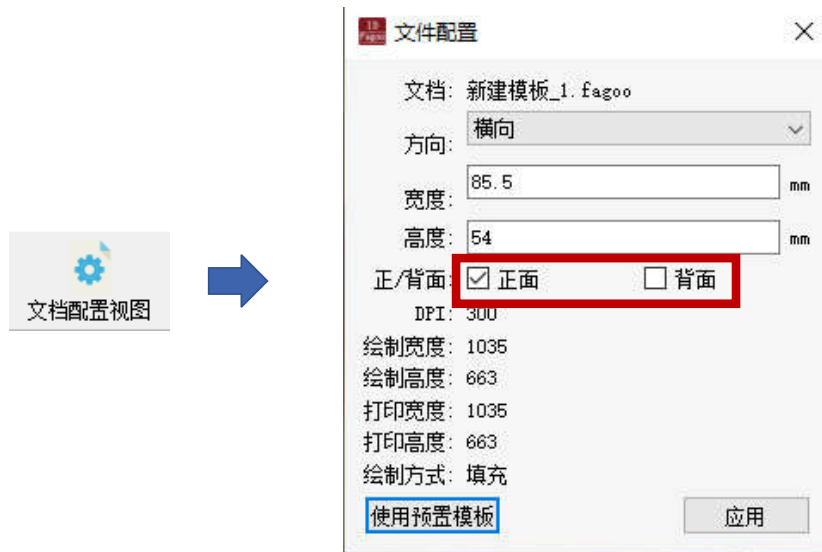 文件配置
文档: 新建模板_1.fagoo
方向: 横向
宽度: 85.5 mm
高度: 54 mm
正/背面: 正面 背面
DPI: 300
绘制宽度: 1035
绘制高度: 663
打印宽度: 1035
打印高度: 663
绘制方式: 填充
使用预置模板 应用
文档配置视图